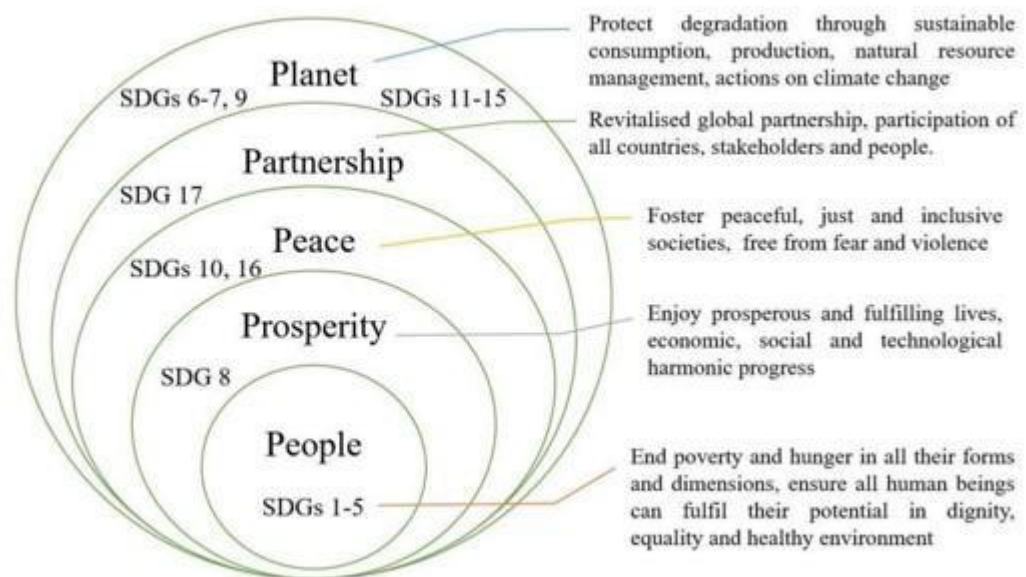 Planet
SDGs 6-7, 9
SDGs 11-15
Partnership
SDG 17
Peace
SDGs 10, 16
Prosperity
SDG 8
People
SDGs 1-5
Protect degradation through sustainable
consumption, production, natural resource
management, actions on climate change
Revitalised global partnership, participation of
all countries, stakeholders and people.
Foster peaceful, just and inclusive
societies, free from fear and violence
Enjoy prosperous and fulfilling lives,
economic, social and technological
harmonic progress
End poverty and hunger in all their forms
and dimensions, ensure all human beings
can fulfil their potential in dignity,
equality and healthy environment